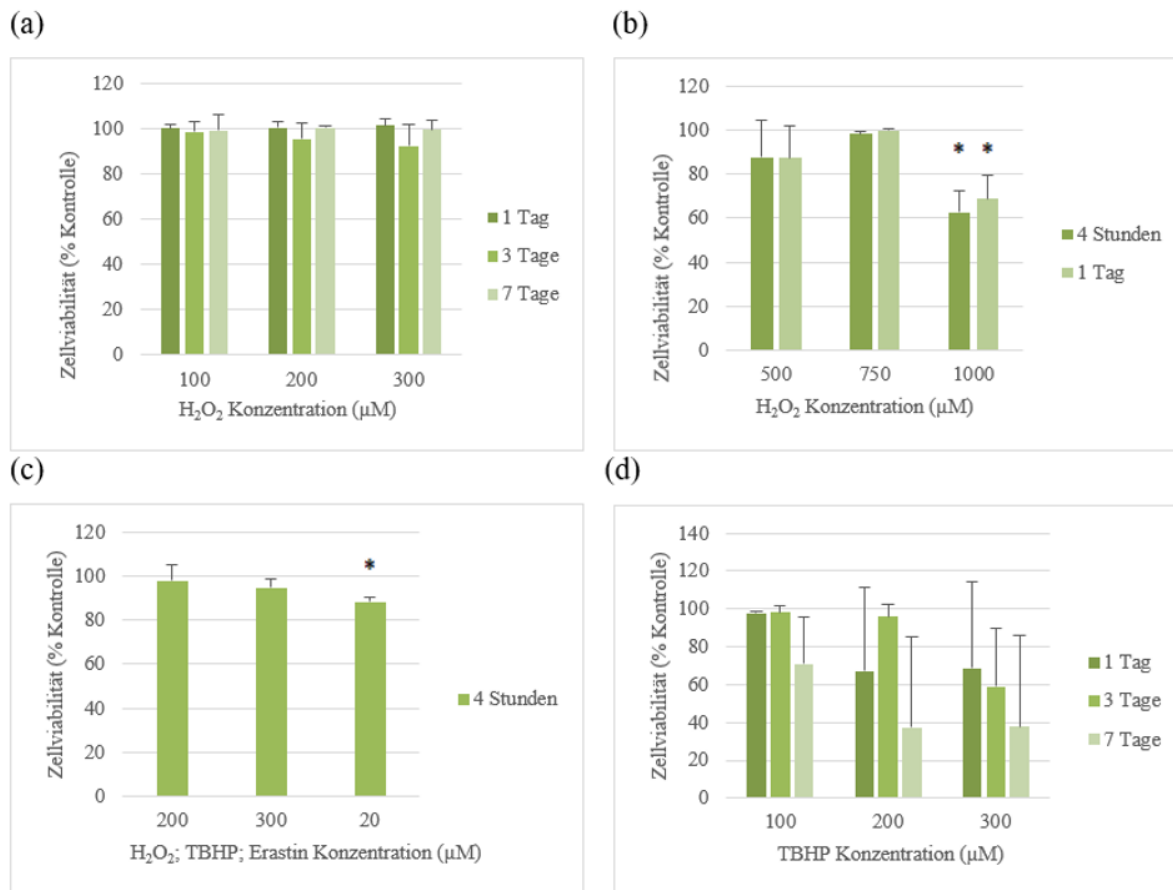 (a)
120
100
80
60
40
20
0
Zellviabilität (% Kontrolle)
100 200 300
H₂O₂ Konzentration (µM)
1 Tag
3 Tage
7 Tage
(b)
120
100
80
60
40
20
0
Zellviabilität (% Kontrolle)
* *
500 750 1000
H₂O₂ Konzentration (µM)
4 Stunden
1 Tag
(c)
120
100
80
60
40
20
0
Zellviabilität (% Kontrolle)
*
200 300 20
H₂O₂; TBHP; Erastin Konzentration (µM)
4 Stunden
(d)
140
120
100
80
60
40
20
0
Zellviabilität (% Kontrolle)
100 200 300
TBHP Konzentration (µM)
1 Tag
3 Tage
7 Tage